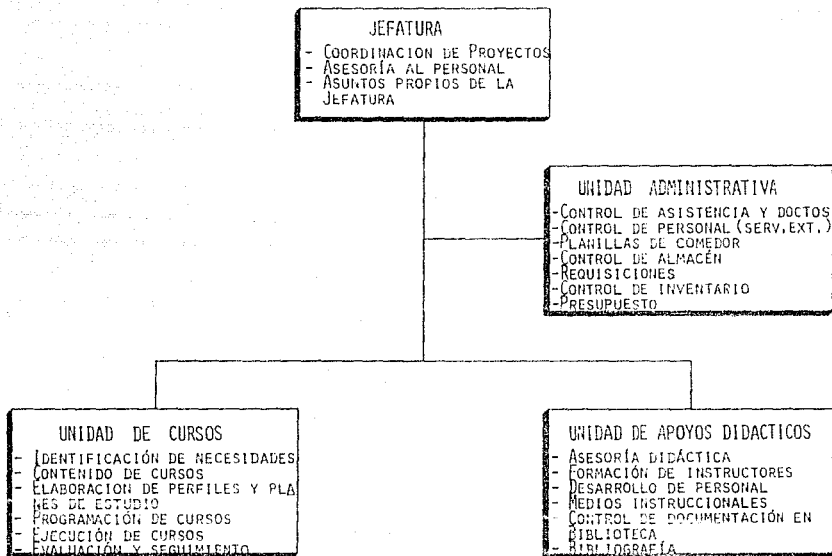 JEFATURA
- COORDINACION DE PROYECTOS
- ASESORÍA AL PERSONAL
- ASUNTOS PROPIOS DE LA
JEFATURA
UNIDAD ADMINISTRATIVA
-CONTROL DE ASISTENCIA Y DOCTOS
-CONTROL DE PERSONAL (SERV.EXT.)
-PLANILLAS DE COMEDOR
-CONTROL DE ALMACÉN
-REQUISICIONES
-CONTROL DE INVENTARIO
-PRESUPUESTO
UNIDAD DE CURSOS
- IDENTIFICACIÓN DE NECESIDADES
- CONTENIDO DE CURSOS
- ELABORACION DE PERFILES Y PLA
NES DE ESTUDIO
- PROGRAMACIÓN DE CURSOS
- EJECUCIÓN DE CURSOS
- EVALUACIÓN Y SEGUIMIENTO
UNIDAD DE APOYOS DIDACTICOS
- ASESORÍA DIDÁCTICA
- FORMACIÓN DE INSTRUCTORES
- DESARROLLO DE PERSONAL
- MEDIOS INSTRUCCIONALES
- CONTROL DE DOCUMENTACIÓN EN
BIBLIOTECA
- BIBLIOGRAFÍA